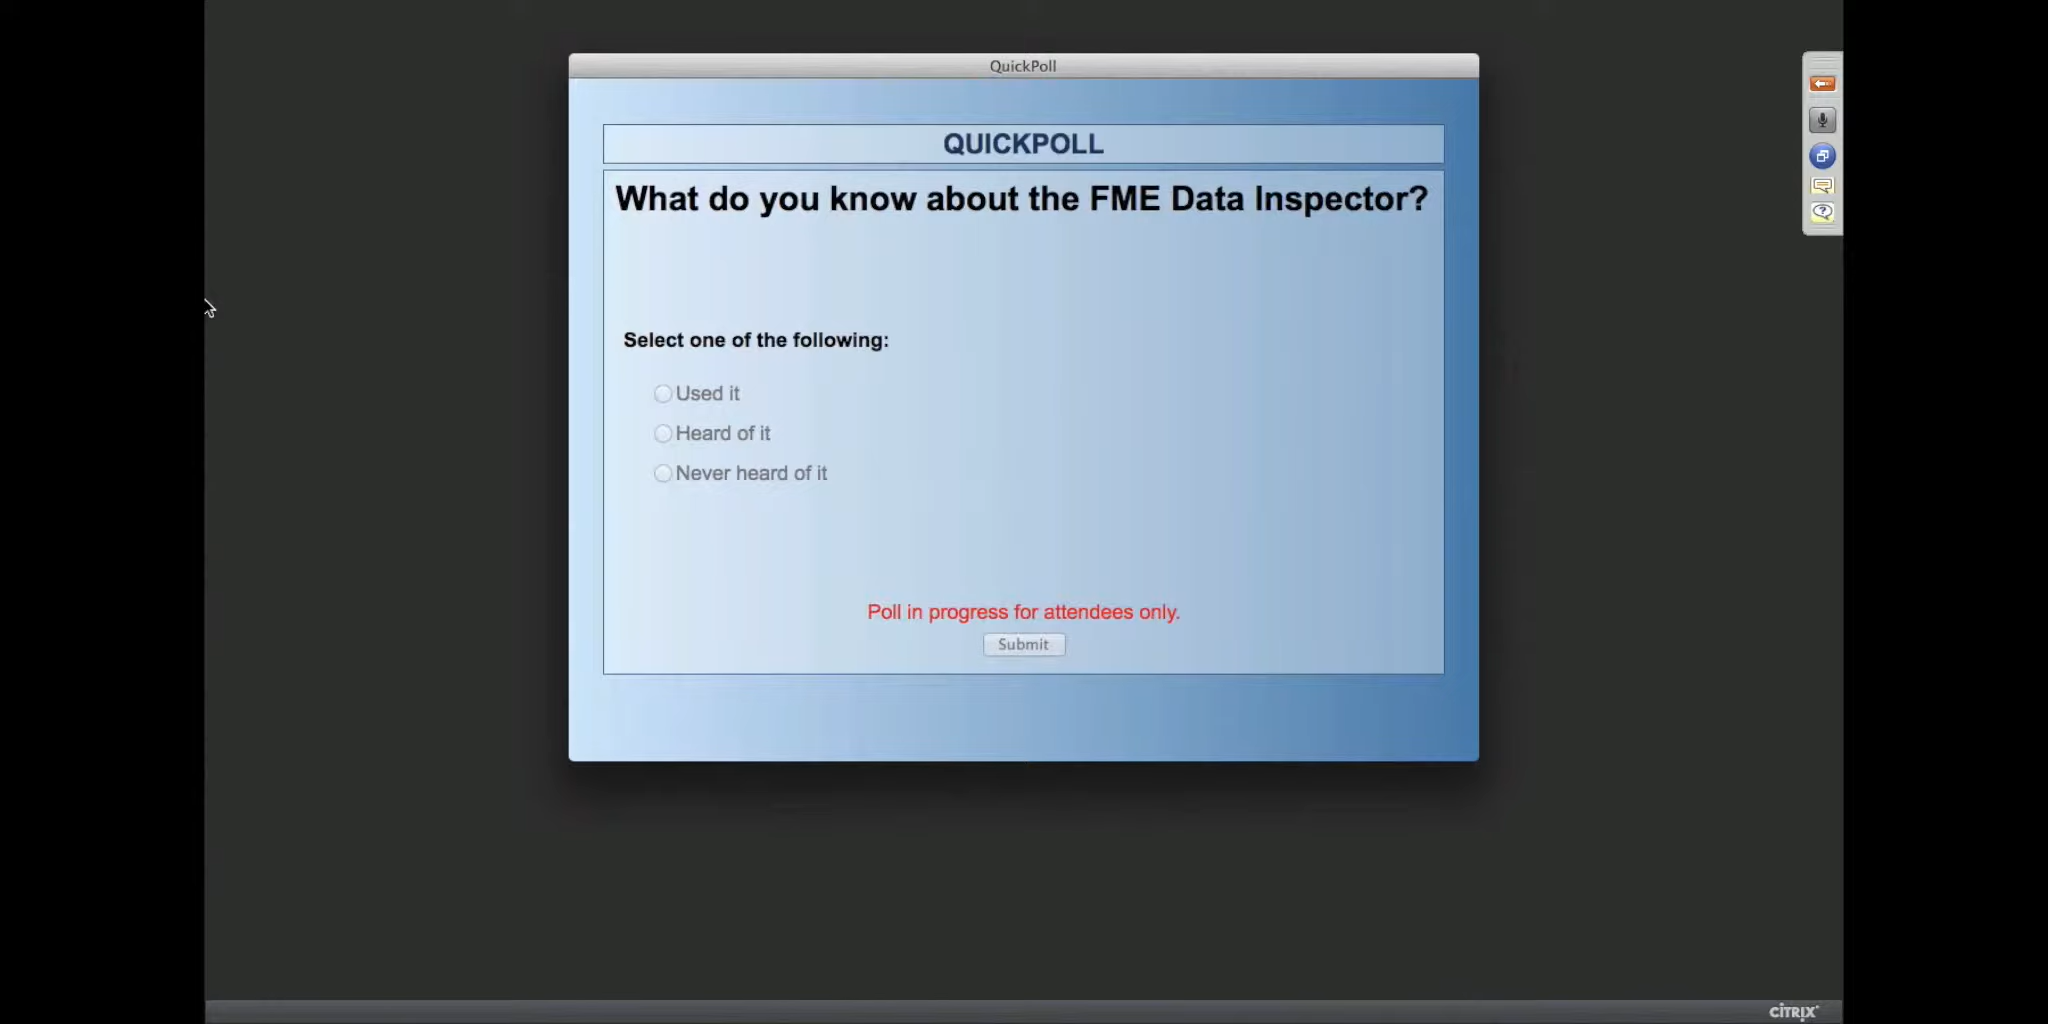 QuickPoll
QUICKPOLL
What do you know about the FME Data Inspector?
Select one of the following:
Used it
Heard of it
Never heard of it
Poll in progress for attendees only.
Submit
CITRIX